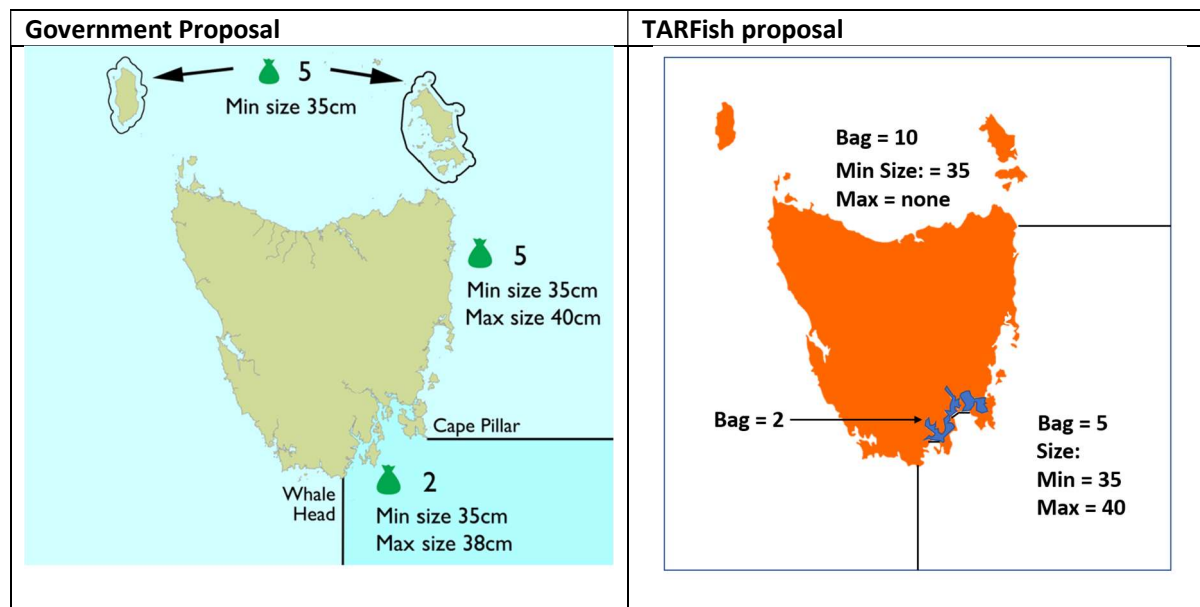 Government Proposal
TARFish proposal
5
Min size 35cm
5
Min size 35cm
Max size 40cm
Cape Pillar
Whale
Head
2
Min size 35cm
Max size 38cm
Bag = 10
Min Size: = 35
Max = none
Bag = 2
Bag = 5
Size:
Min = 35
Max = 40